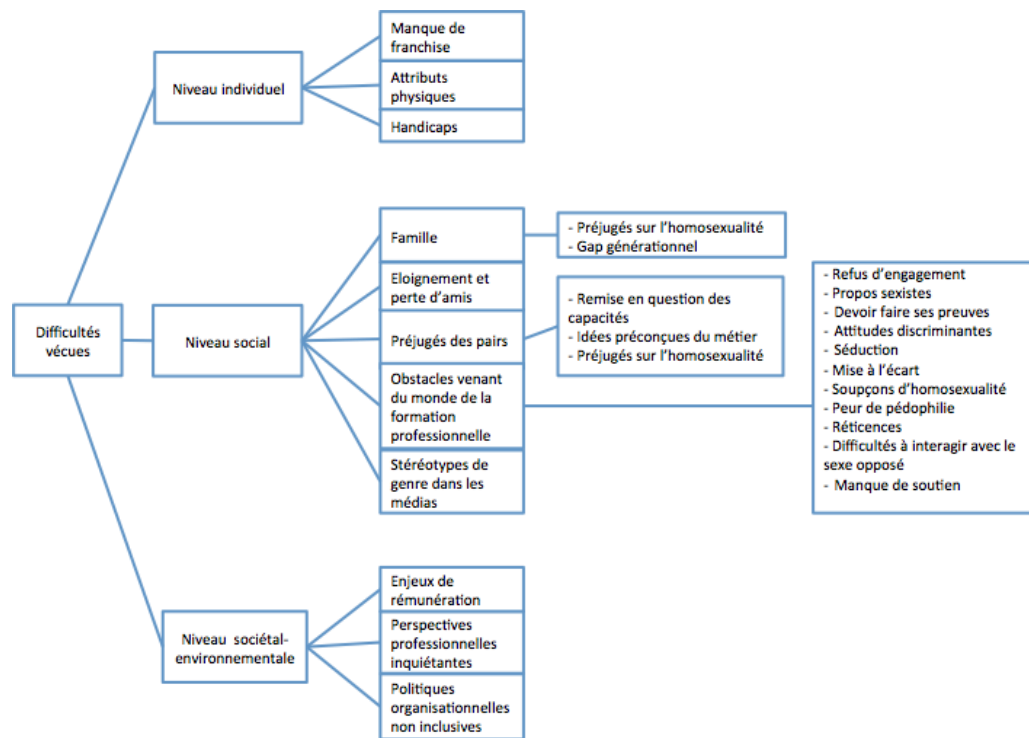 Difficultés
vécues
Niveau individuel
Manque de
franchise
Attributs
physiques
Handicaps
Niveau social
Famille
- Préjugés sur l'homosexualité
- Gap générationnel
Eloignement et
perte d'amis
Préjugés des pairs
- Remise en question des
capacités
- Idées préconçues du métier
- Préjugés sur l'homosexualité
Obstacles venant
du monde de la
formation
professionnelle
- Refus d'engagement
- Propos sexistes
- Devoir faire ses preuves
- Attitudes discriminantes
- Séduction
- Mise à l'écart
- Soupçons d'homosexualité
- Peur de pédophilie
- Réticences
- Difficultés à interagir avec le
sexe opposé
- Manque de soutien
Stéréotypes de
genre dans les
médias
Niveau sociétal-
environnementale
Enjeux de
rémunération
Perspectives
professionnelles
inquiétantes
Politiques
organisationnelles
non inclusives